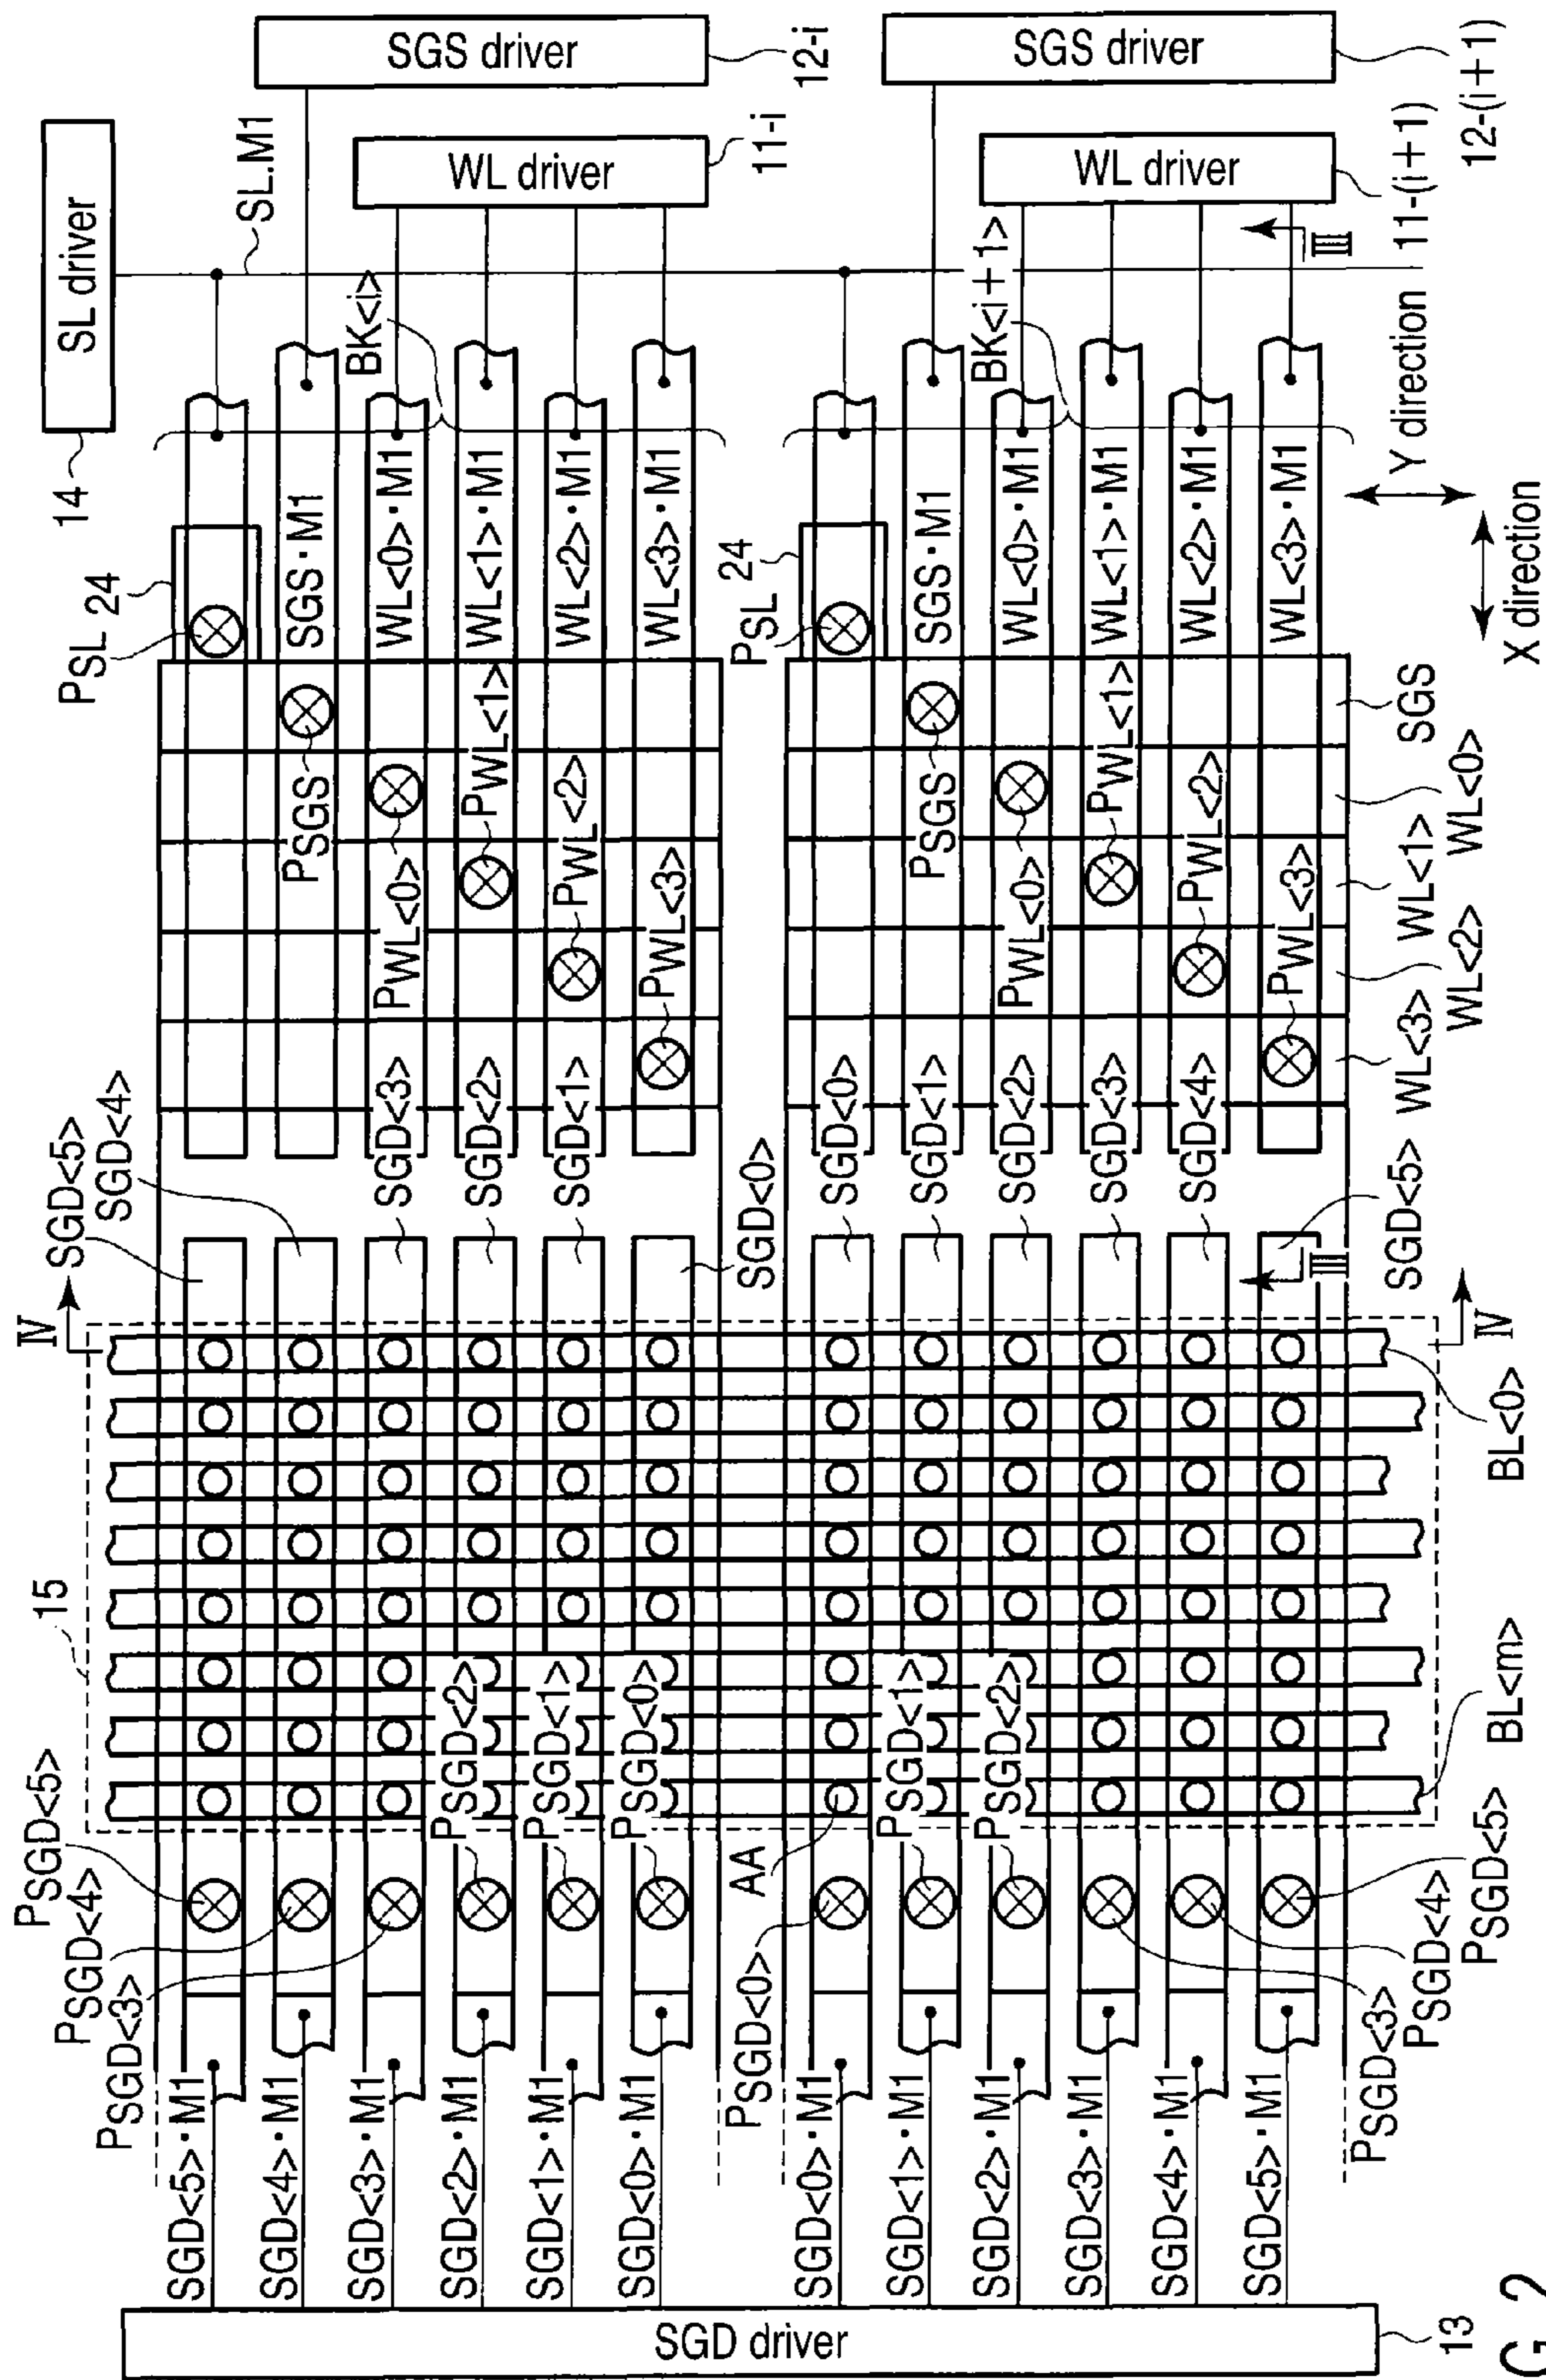 SL driver
14
SL.M1
SGS driver
12-i
WL driver
11-i
SGS driver
12-(i+1)
WL driver
11-(i+1)
III
BK<i>
BK<i+1>
Y direction
X direction
PSL
24
SGS·M1
WL<0>·M1
WL<1>·M1
WL<2>·M1
WL<3>·M1
PSL
24
SGS·M1
WL<0>·M1
WL<1>·M1
WL<2>·M1
WL<3>·M1
PSGS
PWL<0>
PWL<1>
PWL<2>
PWL<3>
PSGS
PWL<0>
PWL<1>
PWL<2>
PWL<3>
SGS
WL<0>
WL<1>
WL<2>
WL<3>
SGD<5>
SGD<4>
SGD<3>
SGD<2>
SGD<1>
SGD<0>
SGD<0>
SGD<1>
SGD<2>
SGD<3>
SGD<4>
SGD<5>
III
IV
IV
15
BL<0>
BL<m>
AA
PSGD<5>
PSGD<4>
PSGD<3>
PSGD<2>
PSGD<1>
PSGD<0>
PSGD<0>
PSGD<1>
PSGD<2>
PSGD<3>
PSGD<4>
PSGD<5>
SGD<5>·M1
SGD<4>·M1
SGD<3>·M1
SGD<2>·M1
SGD<1>·M1
SGD<0>·M1
SGD<0>·M1
SGD<1>·M1
SGD<2>·M1
SGD<3>·M1
SGD<4>·M1
SGD<5>·M1
SGD driver
13
G. 2